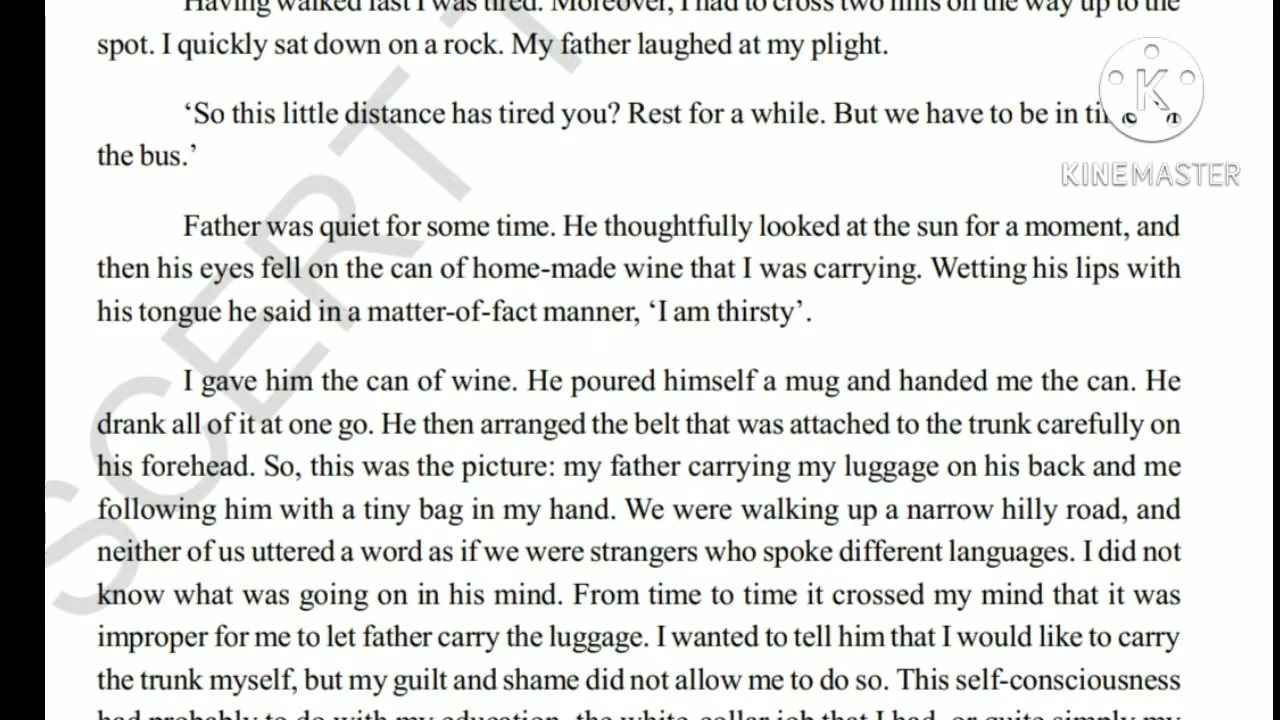 Having walked fast I was tired. Moreover, I had to cross two hills on the way up to the
spot. I quickly sat down on a rock. My father laughed at my plight.
‘So this little distance has tired you? Rest for a while. But we have to be in
the bus.’
Father was quiet for some time. He thoughtfully looked at the sun for a moment, and
then his eyes fell on the can of home-made wine that I was carrying. Wetting his lips with
his tongue he said in a matter-of-fact manner, ‘I am thirsty’.
I gave him the can of wine. He poured himself a mug and handed me the can. He
drank all of it at one go. He then arranged the belt that was attached to the trunk carefully on
his forehead. So, this was the picture: my father carrying my luggage on his back and me
following him with a tiny bag in my hand. We were walking up a narrow hilly road, and
neither of us uttered a word as if we were strangers who spoke different languages. I did not
know what was going on in his mind. From time to time it crossed my mind that it was
improper for me to let father carry the luggage. I wanted to tell him that I would like to carry
the trunk myself, but my guilt and shame did not allow me to do so. This self-consciousness
had probably to do with my education, the white-collar job that I had, or quite simply my
K
KINEMASTER
SCERT